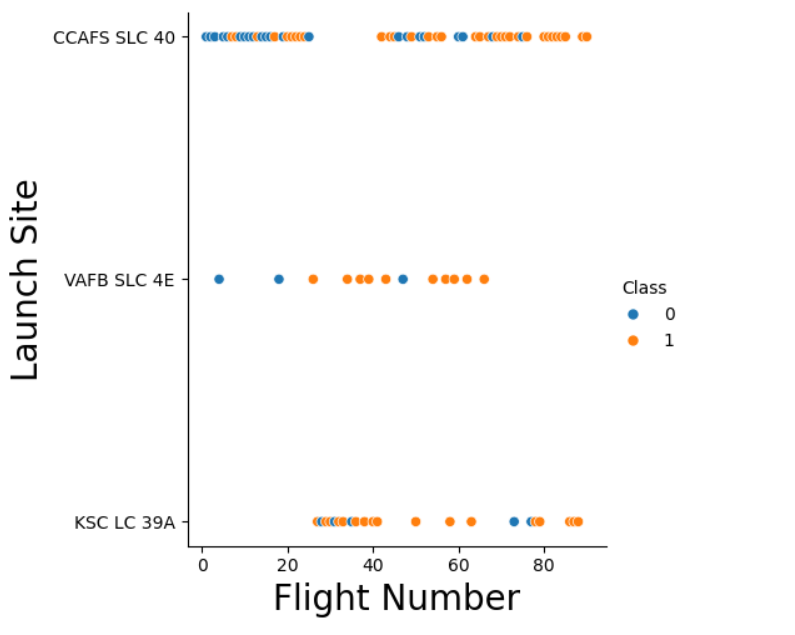 CCAFS SLC 40
VAFB SLC 4E
KSC LC 39A
Launch Site
0 20 40 60 80
Flight Number
Class
0
1